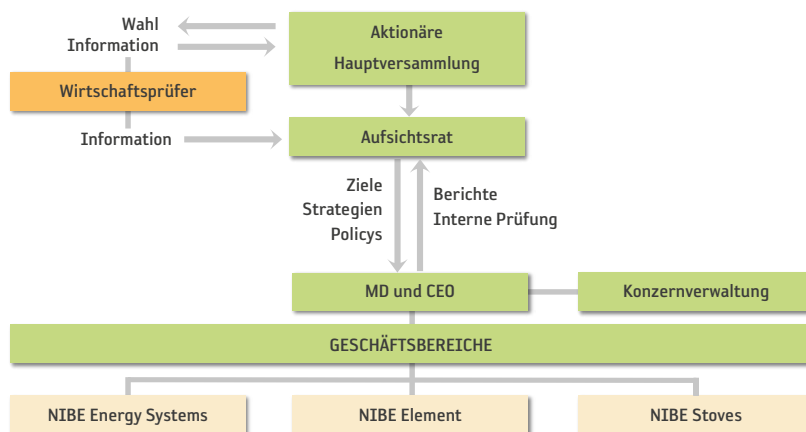 Wahl
Information
Aktionäre
Hauptversammlung
Wirtschaftsprüfer
Information
Aufsichtsrat
Ziele
Strategien
Policys
Berichte
Interne Prüfung
MD und CEO
Konzernverwaltung
GESCHÄFTSBEREICHE
NIBE Energy Systems
NIBE Element
NIBE Stoves